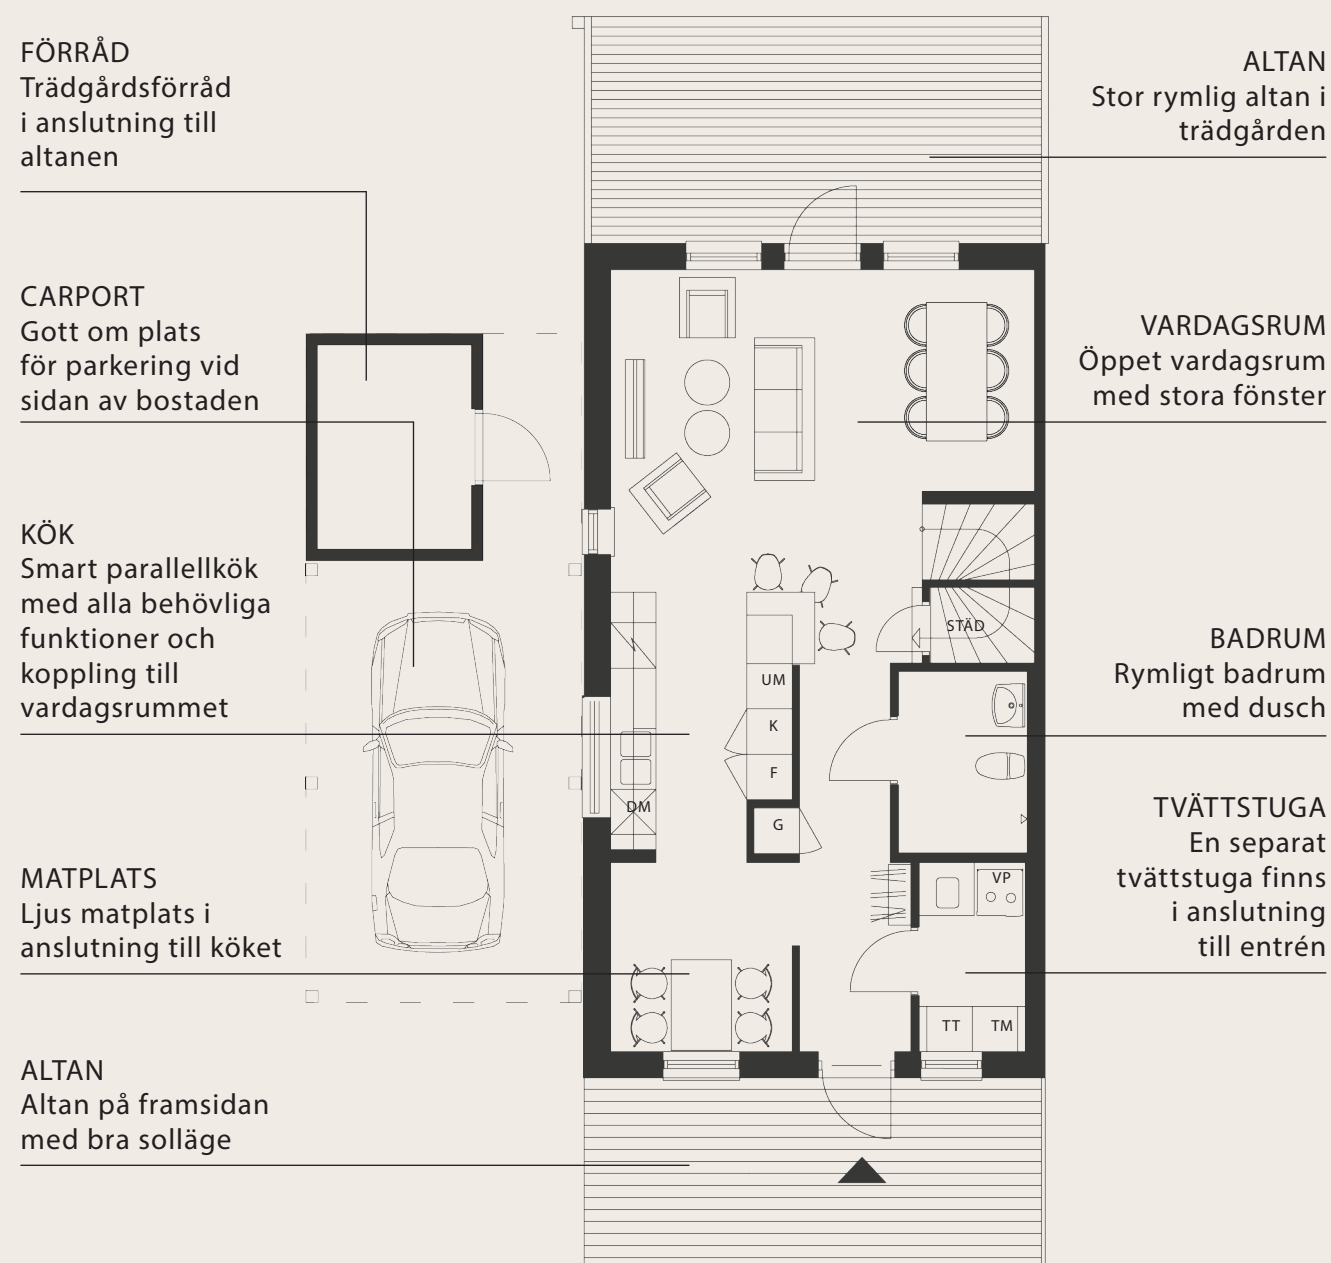 FÖRRÅD
Trädgårdsförråd
i anslutning till
altanen
CARPORT
Gott om plats
för parkering vid
sidan av bostaden
KÖK
Smart parallellkök
med alla behövliga
funktioner och
koppling till
vardagsrummet
MATPLATS
Ljus matplats i
anslutning till köket
ALTAN
Altan på framsidan
med bra solläge
STÄD
UM
K
F
DM
G
VP
TT TM
ALTAN
Stor rymlig altan i
trädgården
VARDAGSRUM
Öppet vardagsrum
med stora fönster
BADRUM
Rymligt badrum
med dusch
TVÄTTSTUGA
En separat
tvättstuga finns
i anslutning
till entrén